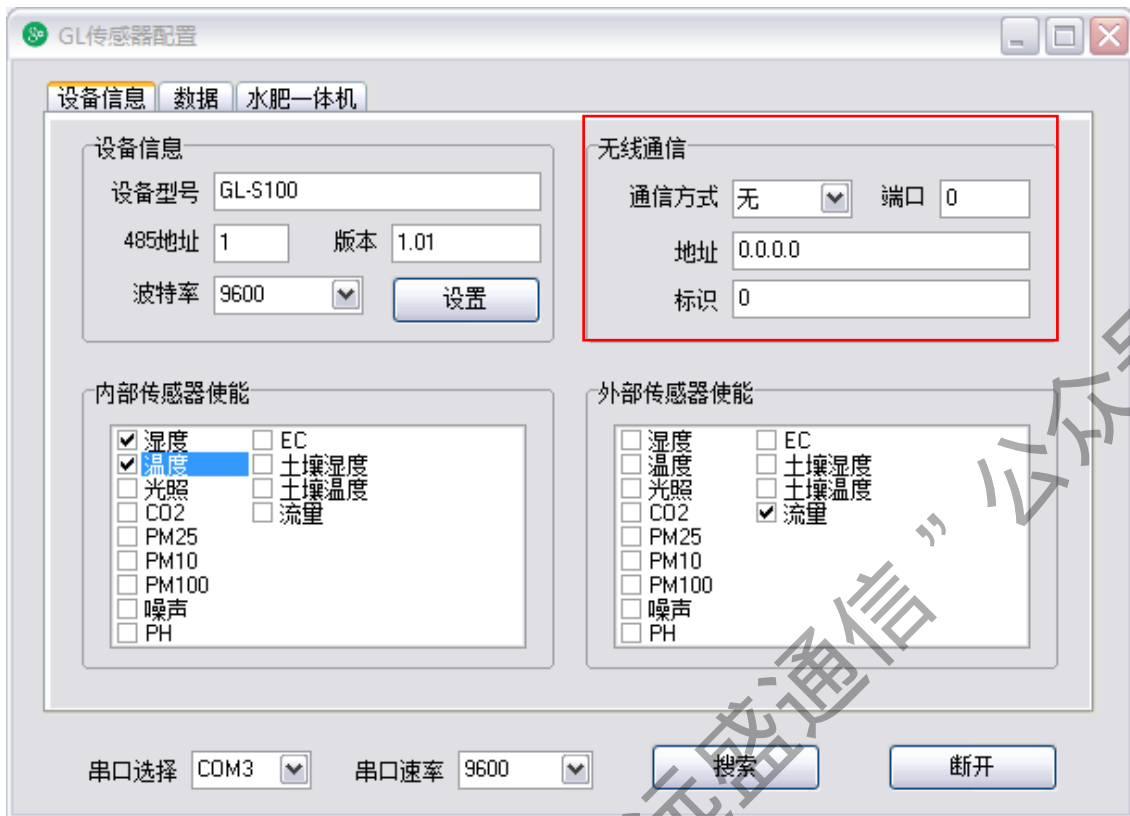 GL传感器配置
设备信息 数据 水肥一体机
设备信息
设备型号 GL-S100
485地址 1 版本 1.01
波特率 9600 设置
无线通信
通信方式 无 端口 0
地址 0.0.0.0
标识 0
内部传感器使能
湿度 EC
温度 土壤湿度
光照 土壤温度
CO2 流量
PM25
PM10
PM100
噪声
PH
外部传感器使能
湿度 EC
温度 土壤湿度
光照 土壤温度
CO2 流量
PM25
PM10
PM100
噪声
PH
串口选择 COM3 串口速率 9600 搜索 断开
远盛通信”公众号